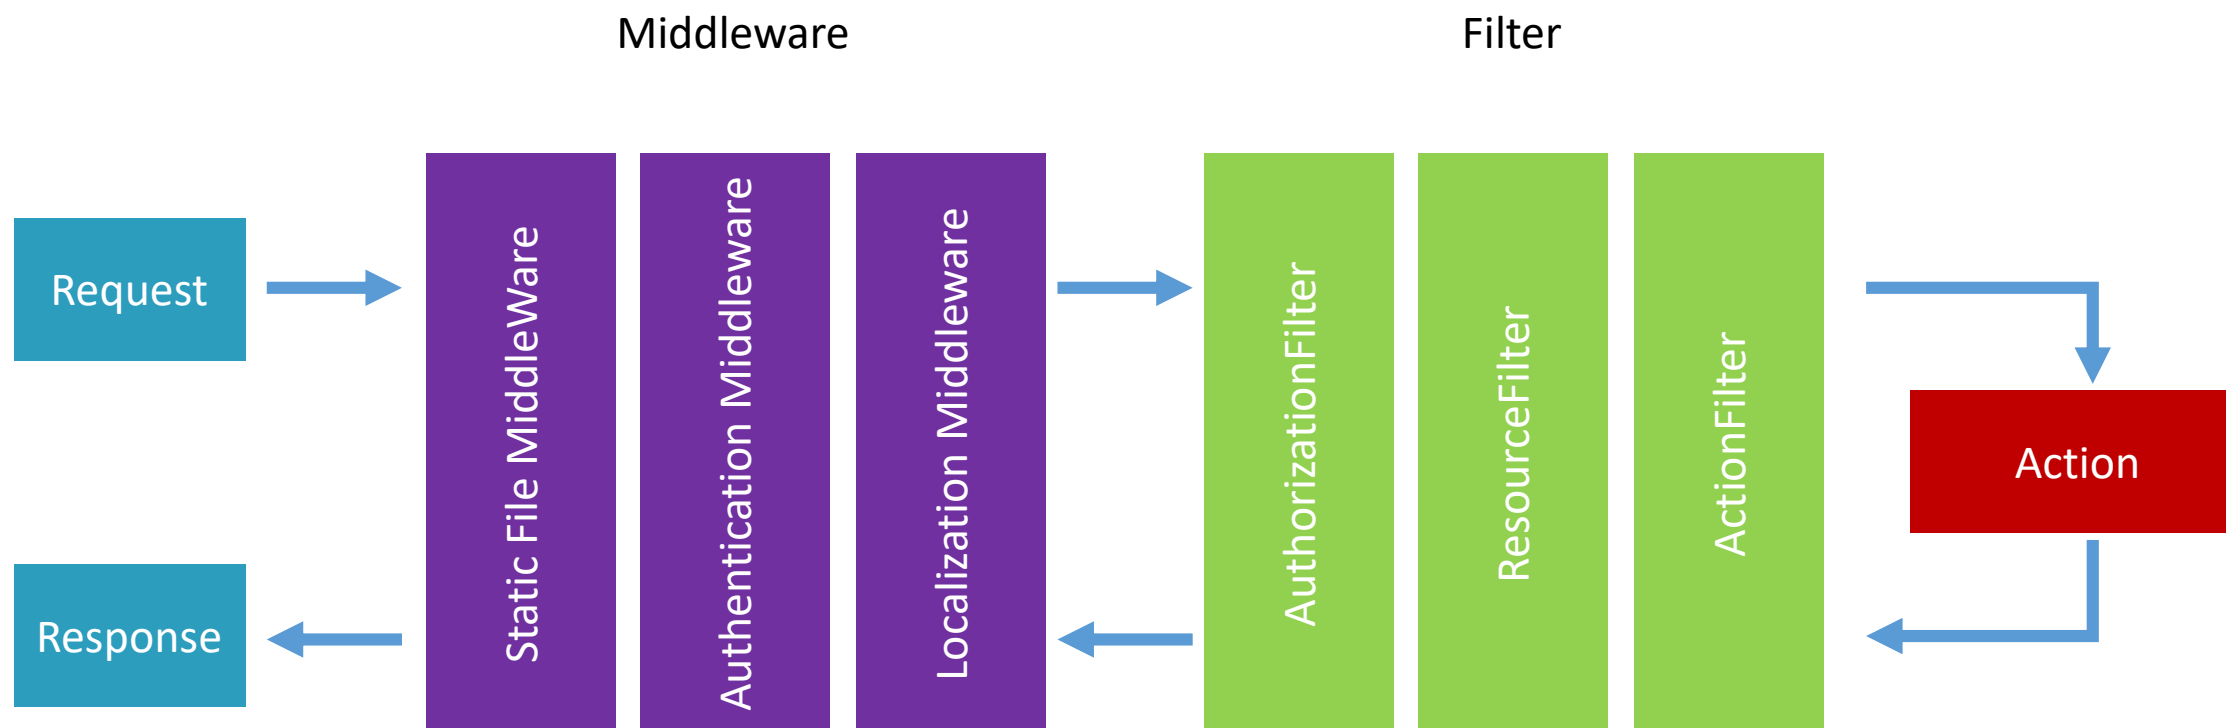 Middleware
Filter
Request
Response
Static File MiddleWare
Authentication Middleware
Localization Middleware
AuthorizationFilter
ResourceFilter
ActionFilter
Action